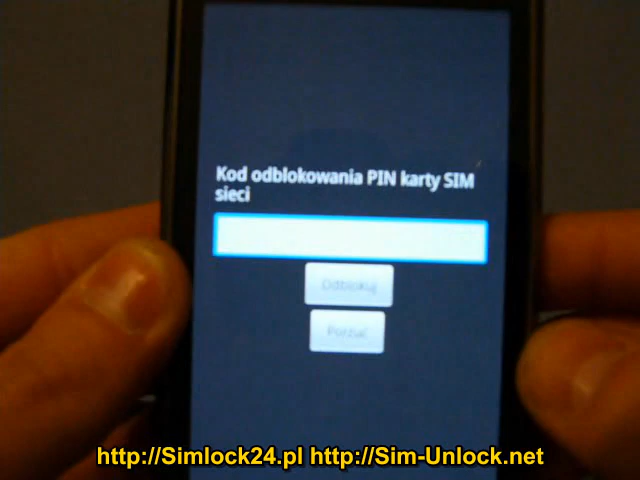 Kod odblokowania PIN karty SIM
sieci
Odblokuj
Porzuć
http://Simlock24.pl http://Sim-Unlock.net